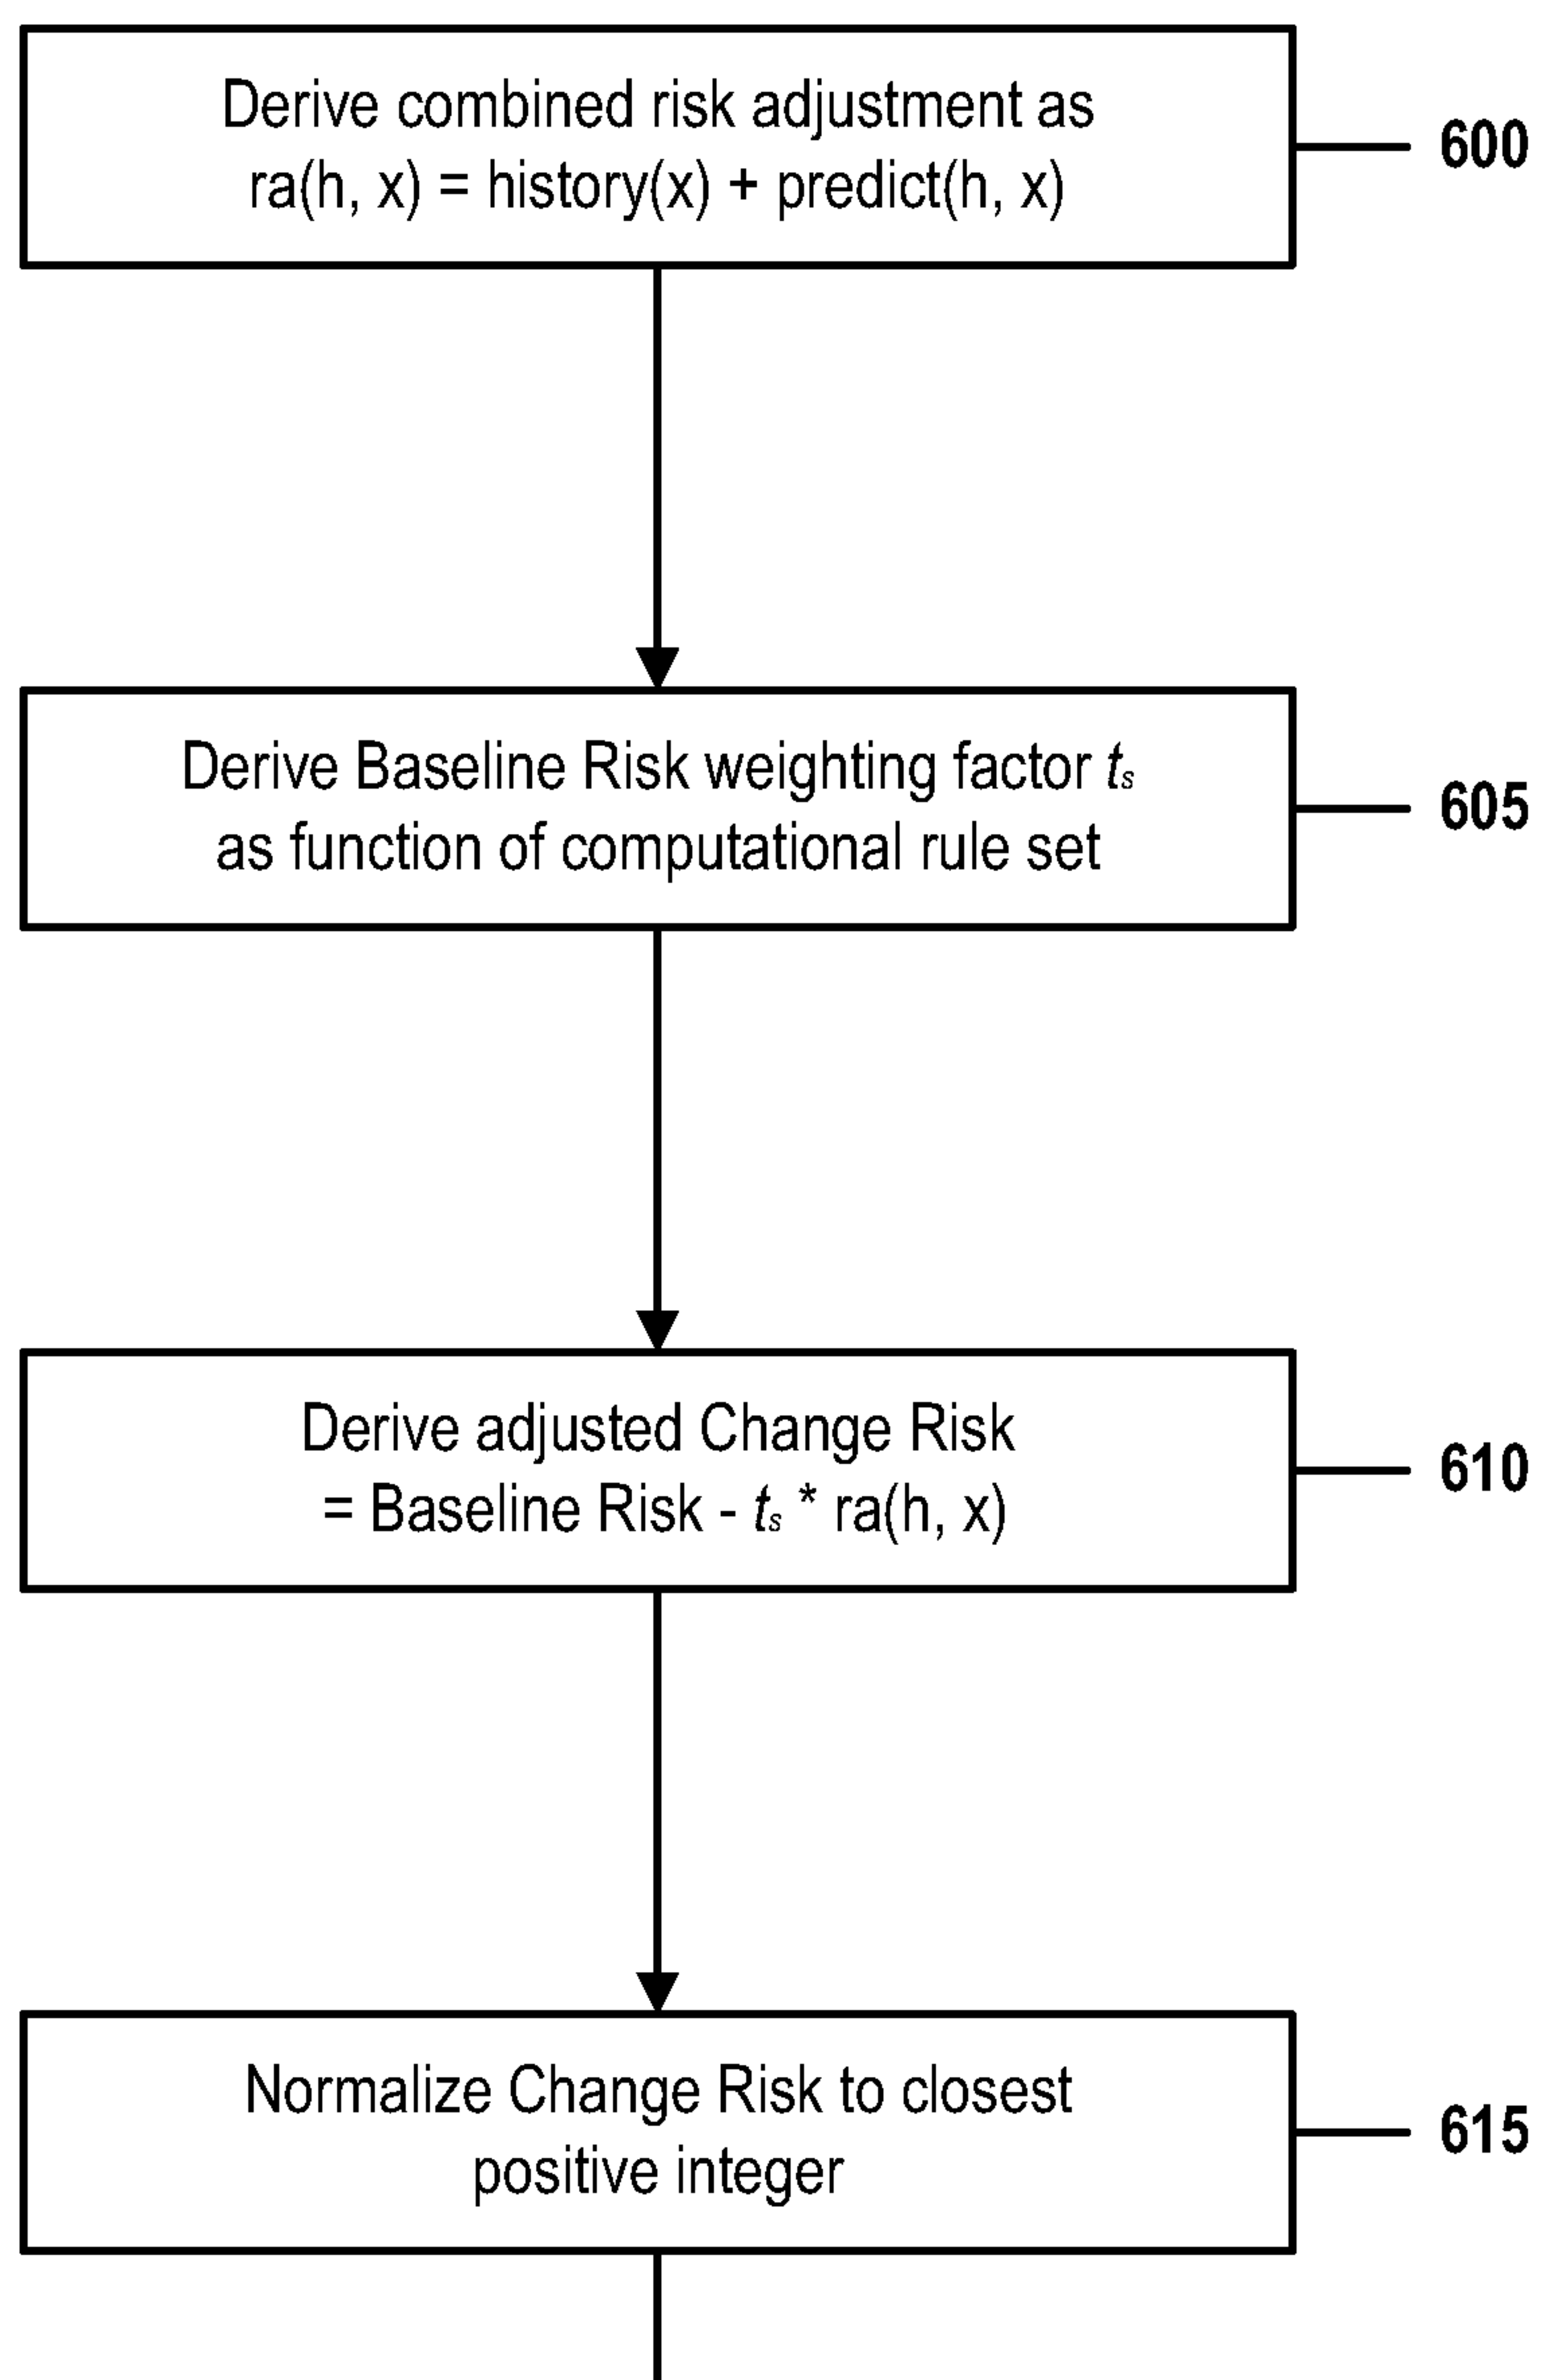 Derive combined risk adjustment as
ra(h, x) = history(x) + predict(h, x)
600
Derive Baseline Risk weighting factor ts
as function of computational rule set
605
Derive adjusted Change Risk
= Baseline Risk - ts * ra(h, x)
610
Normalize Change Risk to closest
positive integer
615